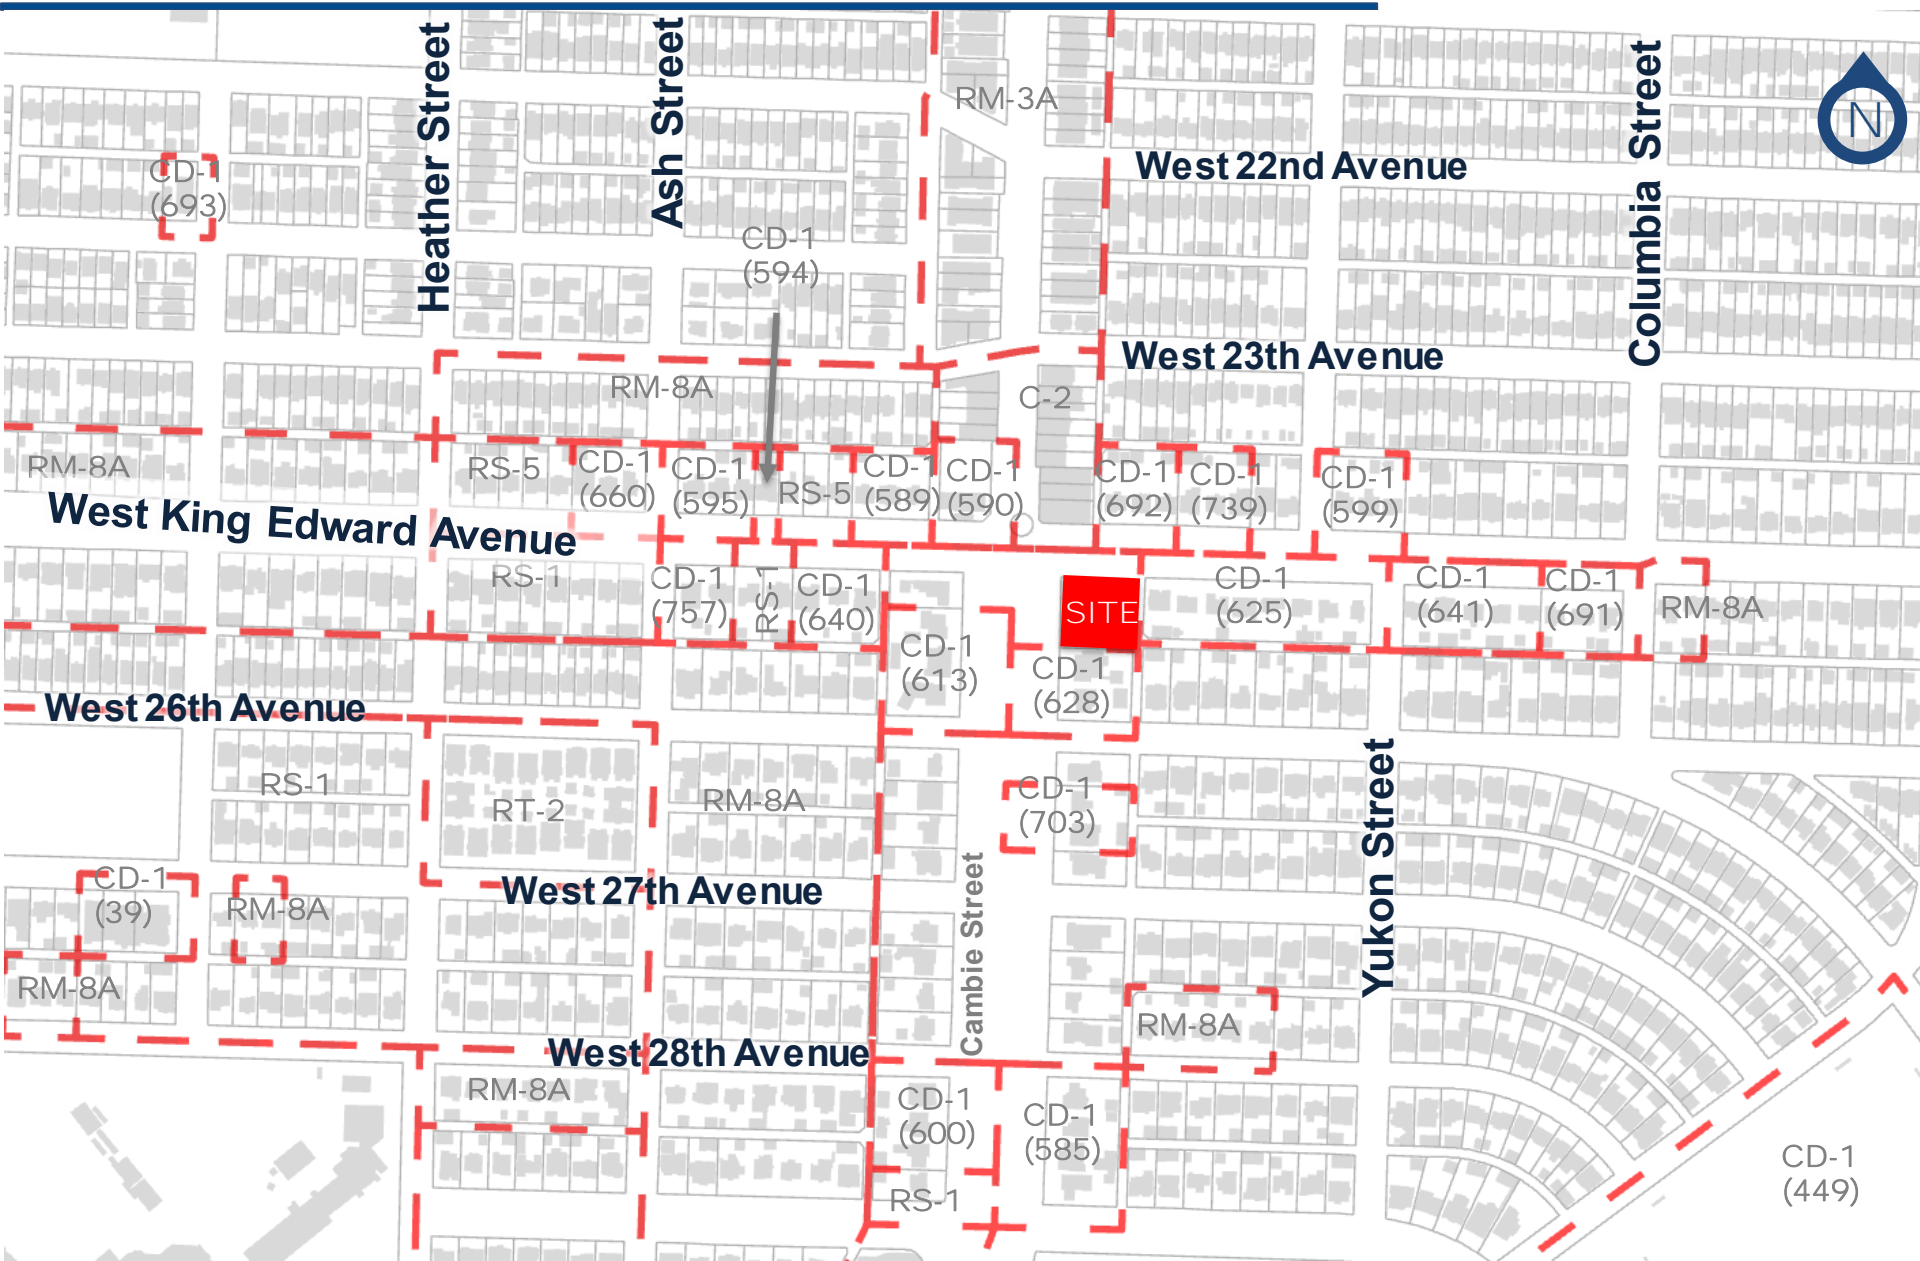 Heather Street
Ash Street
Columbia Street
N
RM-3A
West 22nd Avenue
CD-1
(693)
CD-1
(594)
West 23th Avenue
RM-8A
C-2
RM-8A
RS-5
CD-1
(660)
CD-1
(595)
RS-5
CD-1
(589)
CD-1
(590)
CD-1
(692)
CD-1
(739)
CD-1
(599)
West King Edward Avenue
RS-1
CD-1
(757)
RS-1
CD-1
(640)
SITE
CD-1
(625)
CD-1
(641)
CD-1
(691)
RM-8A
CD-1
(613)
CD-1
(628)
West 26th Avenue
RS-1
RT-2
RM-8A
CD-1
(703)
Yukon Street
CD-1
(39)
RM-8A
West 27th Avenue
Cambie Street
RM-8A
RM-8A
West 28th Avenue
RM-8A
CD-1
(600)
CD-1
(585)
RS-1
CD-1
(449)